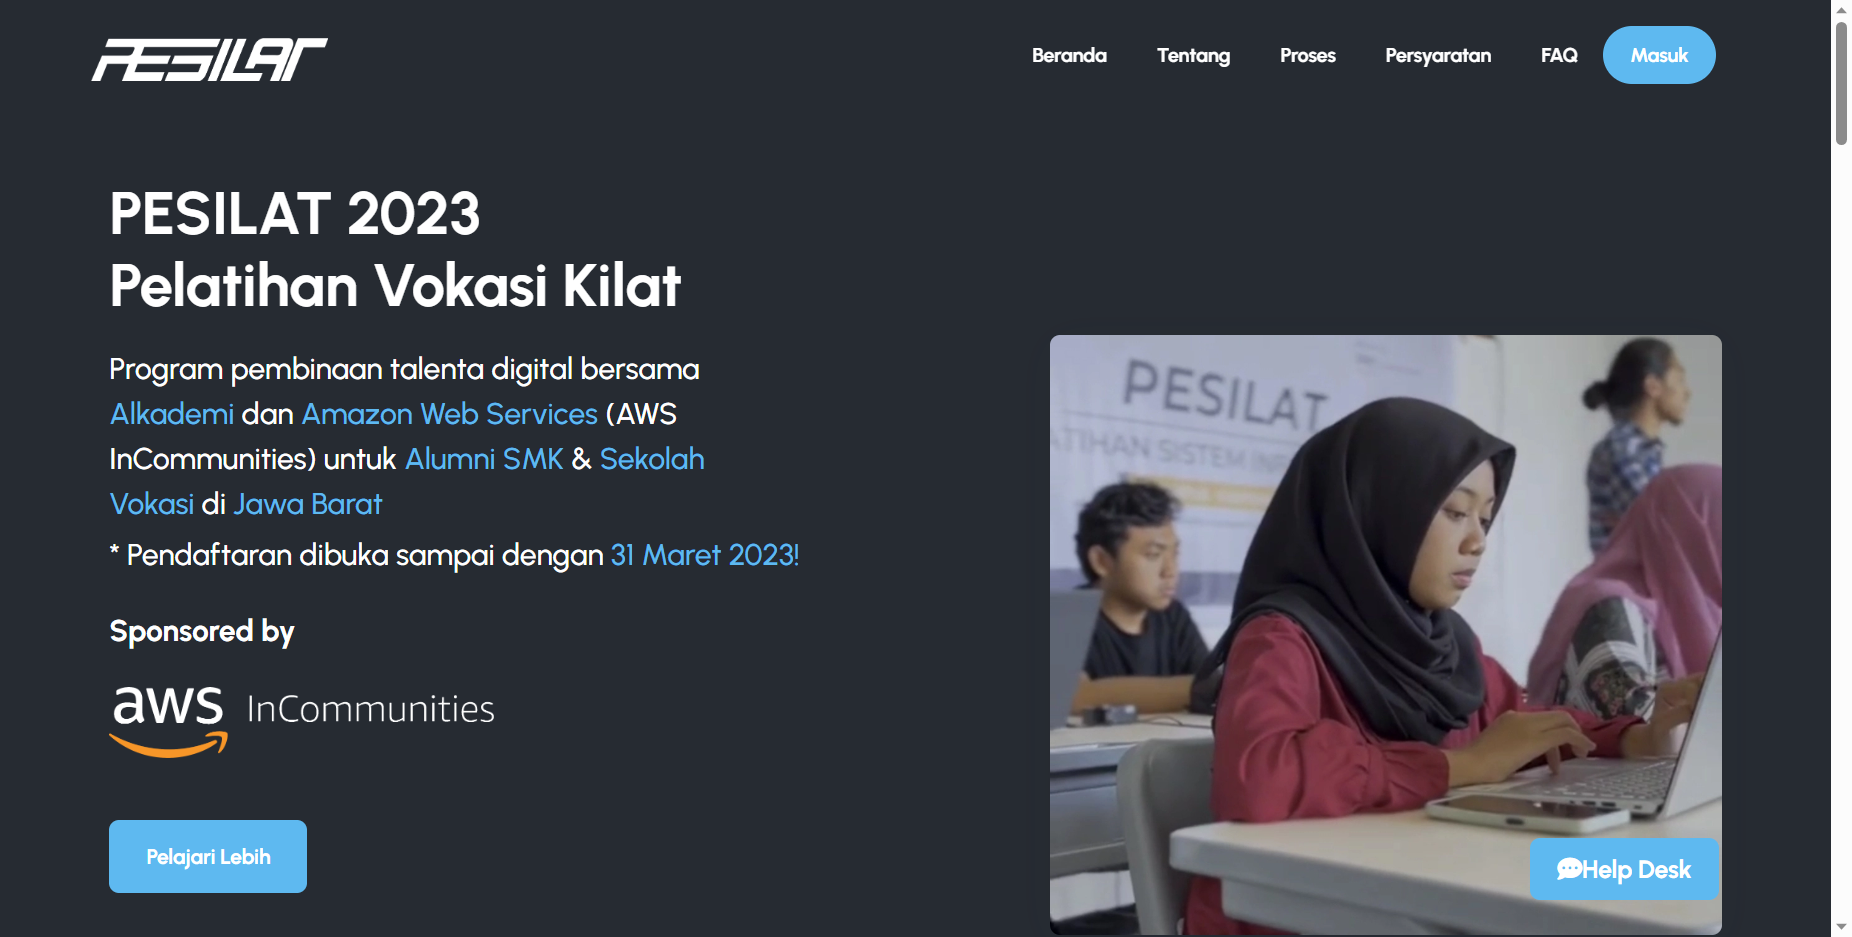 PESILAT
Beranda
Tentang
Proses
Persyaratan
FAQ
Masuk
PESILAT 2023
Pelatihan Vokasi Kilat
Program pembinaan talenta digital bersama
Alkademi dan Amazon Web Services (AWS
InCommunities) untuk Alumni SMK & Sekolah
Vokasi di Jawa Barat
* Pendaftaran dibuka sampai dengan 31 Maret 2023!
Sponsored by
aws InCommunities
Pelajari Lebih
PESILAT
SISTEM
Help Desk